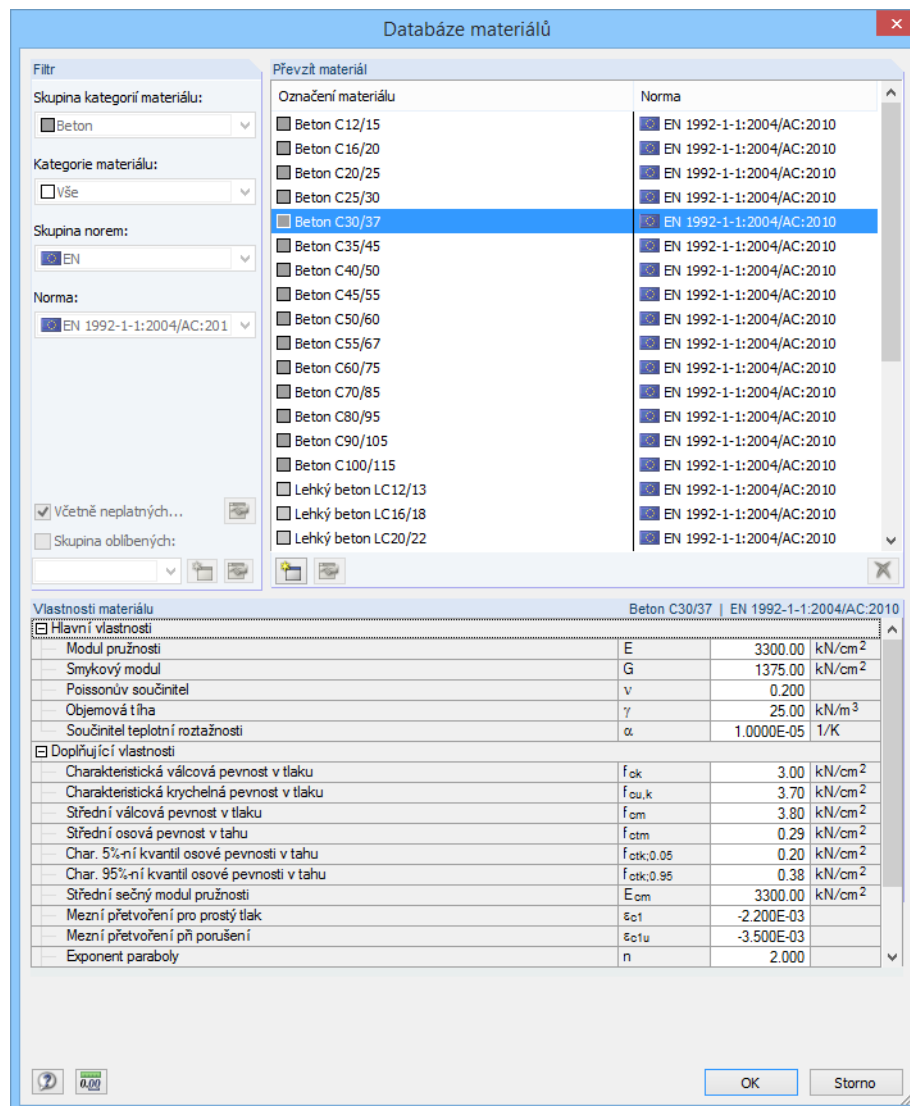 Databáze materiálů
Filtr
Skupina kategorií materiálu:
Beton
Kategorie materiálu:
Vše
Skupina norem:
EN
Norma:
EN 1992-1-1:2004/AC:201
Včetně neplatných...
Skupina oblíbených:
Převzít materiál
Označení materiálu Norma
Beton C12/15 EN 1992-1-1:2004/AC:2010
Beton C16/20 EN 1992-1-1:2004/AC:2010
Beton C20/25 EN 1992-1-1:2004/AC:2010
Beton C25/30 EN 1992-1-1:2004/AC:2010
Beton C30/37 EN 1992-1-1:2004/AC:2010
Beton C35/45 EN 1992-1-1:2004/AC:2010
Beton C40/50 EN 1992-1-1:2004/AC:2010
Beton C45/55 EN 1992-1-1:2004/AC:2010
Beton C50/60 EN 1992-1-1:2004/AC:2010
Beton C55/67 EN 1992-1-1:2004/AC:2010
Beton C60/75 EN 1992-1-1:2004/AC:2010
Beton C70/85 EN 1992-1-1:2004/AC:2010
Beton C80/95 EN 1992-1-1:2004/AC:2010
Beton C90/105 EN 1992-1-1:2004/AC:2010
Beton C100/115 EN 1992-1-1:2004/AC:2010
Lehký beton LC12/13 EN 1992-1-1:2004/AC:2010
Lehký beton LC16/18 EN 1992-1-1:2004/AC:2010
Lehký beton LC20/22 EN 1992-1-1:2004/AC:2010
Vlastnosti materiálu Beton C30/37 | EN 1992-1-1:2004/AC:2010
Hlavní vlastnosti
Modul pružnosti E 3300.00 kN/cm²
Smykový modul G 1375.00 kN/cm²
Poissonův součinitel ν 0.200
Objemová tíha γ 25.00 kN/m³
Součinitel teplotní roztažnosti α 1.0000E-05 1/K
Doplňující vlastnosti
Charakteristická válcová pevnost v tlaku fck 3.00 kN/cm²
Charakteristická krychelná pevnost v tlaku fcu,k 3.70 kN/cm²
Střední válcová pevnost v tlaku fcm 3.80 kN/cm²
Střední osová pevnost v tahu fctm 0.29 kN/cm²
Char. 5%-ní kvantil osové pevnosti v tahu fctk;0.05 0.20 kN/cm²
Char. 95%-ní kvantil osové pevnosti v tahu fctk;0.95 0.38 kN/cm²
Střední sečný modul pružnosti Ecm 3300.00 kN/cm²
Mezní přetvoření pro prostý tlak εc1 -2.200E-03
Mezní přetvoření při porušení εc1u -3.500E-03
Exponent paraboly n 2.000
0.00
OK Storno